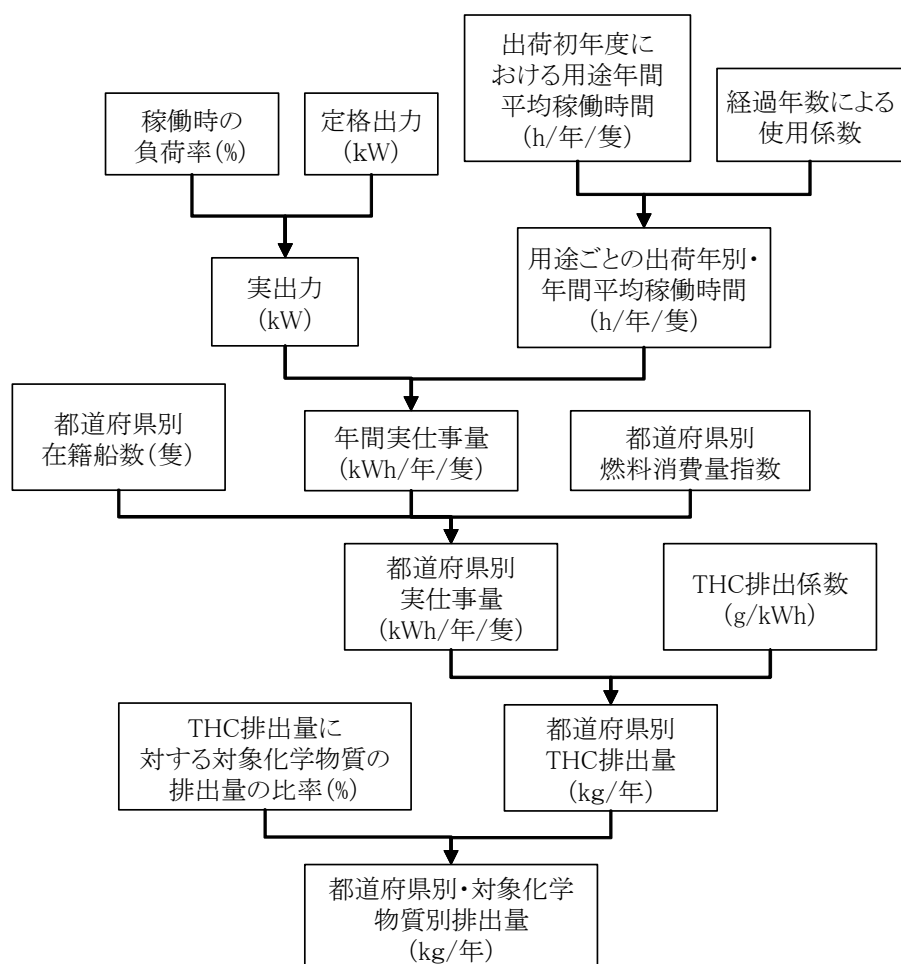 出荷初年度に
おける用途年間
平均稼働時間
(h/年/隻)
経過年数による
使用係数
稼働時の
負荷率(%)
定格出力
(kW)
実出力
(kW)
用途ごとの出荷年別・
年間平均稼働時間
(h/年/隻)
都道府県別
在籍船数(隻)
年間実仕事量
(kWh/年/隻)
都道府県別
燃料消費量指数
都道府県別
実仕事量
(kWh/年/隻)
THC排出係数
(g/kWh)
THC排出量に
対する対象化学物質の
排出量の比率(%)
都道府県別
THC排出量
(kg/年)
都道府県別・対象化学
物質別排出量
(kg/年)